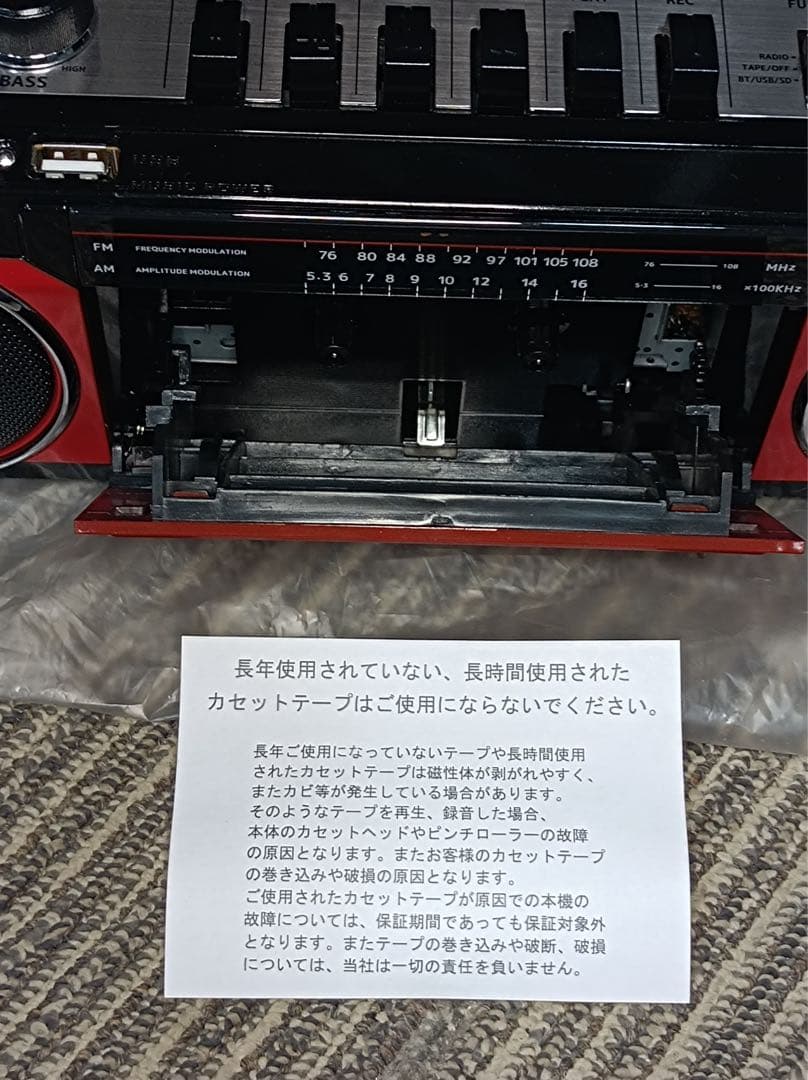 REC
FU
BASS
HIGH
RADIO
TAPE/OFF
BT/USB/SD
FM FREQUENCY MODULATION 76 80 84 88 92 97 101 105 108 76 108 MHz
AM AMPLITUDE MODULATION 5.3 6 7 8 9 10 12 14 16 5.3 16 ×100KHz
長年使用されていない、長時間使用された
カセットテープはご使用にならないでください。
長年ご使用になっていないテープや長時間使用
されたカセットテープは磁性体が剥がれやすく、
またカビ等が発生している場合があります。
そのようなテープを再生、録音した場合、
本体のカセットヘッドやピンチローラーの故障
の原因となります。またお客様のカセットテープ
の巻き込みや破損の原因となります。
ご使用されたカセットテープが原因での本機の
故障については、保証期間であっても保証対象外
となります。またテープの巻き込みや破断、破損
については、当社は一切の責任を負いません。